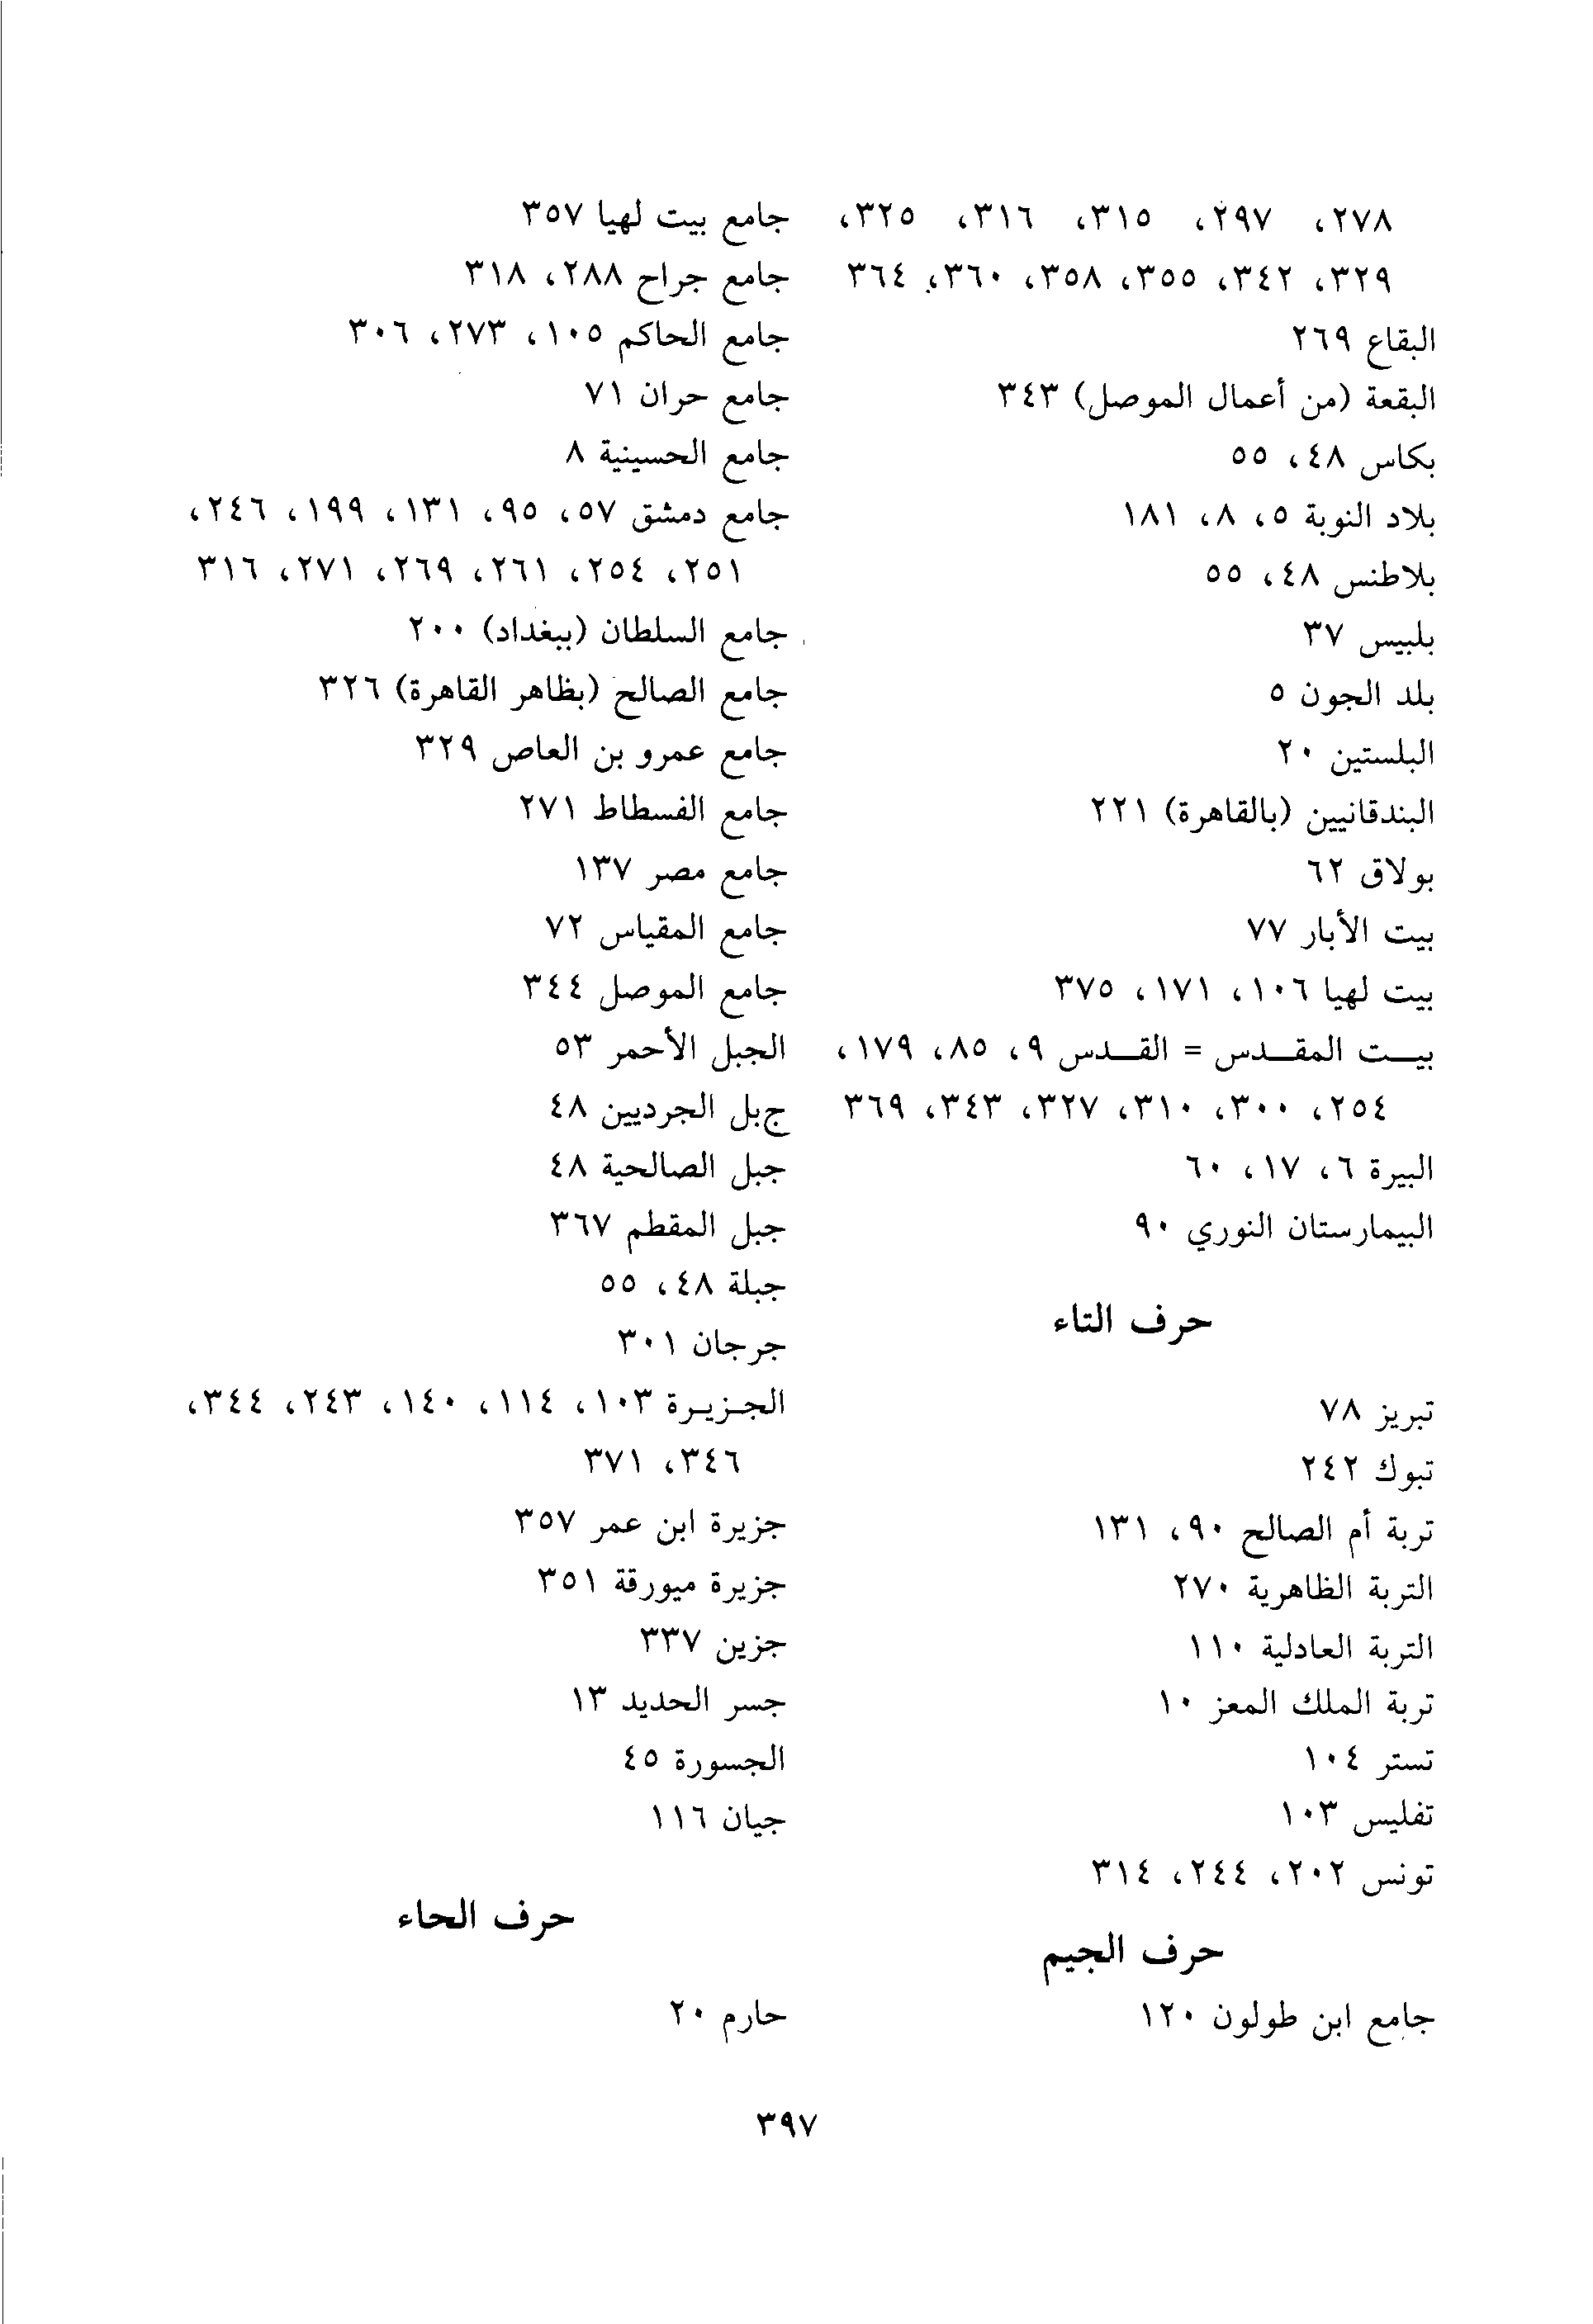 ٢٧٨، ٢٩٧، ٣١٥، ٣١٦، ٣٢٥،
٣٢٩، ٣٤٢، ٣٥٥، ٣٥٨، ٣٦٠، ٣٦٤
البقاع ٢٦٩
البقعة (من أعمال الموصل) ٣٤٣
بكاس ٤٨، ٥٥
بلاد النوبة ٥، ٨، ١٨١
بلاطنس ٤٨، ٥٥
بلبيس ٣٧
بلد الجون ٥
البلستين ٢٠
البندقانيين (بالقاهرة) ٢٢١
بولاق ٦٢
بيت الأبار ٧٧
بيت لهيا ١٠٦، ١٧١، ٣٧٥
بيـــت المقـــدس = القـــدس ٩، ٨٥، ١٧٩،
٢٥٤، ٣٠٠، ٣١٠، ٣٢٧، ٣٤٣، ٣٦٩
البيرة ٦، ١٧، ٦٠
البيمارستان النوري ٩٠
حرف التاء
تبريز ٧٨
تبوك ٢٤٢
تربة أم الصالح ٩٠، ١٣١
التربة الظاهرية ٢٧٠
التربة العادلية ١١٠
تربة الملك المعز ١٠
تستر ١٠٤
تفليس ١٠٣
تونس ٢٠٢، ٢٤٤، ٣١٤
حرف الجيم
جامع ابن طولون ١٢٠
جامع بيت لهيا ٣٥٧
جامع جراح ٢٨٨، ٣١٨
جامع الحاكم ١٠٥، ٢٧٣، ٣٠٦
جامع حران ٧١
جامع الحسينية ٨
جامع دمشق ٥٧، ٩٥، ١٣١، ١٩٩، ٢٤٦،
٢٥١، ٢٥٤، ٢٦١، ٢٦٩، ٢٧١، ٣١٦
جامع السلطان (ببغداد) ٢٠٠
جامع الصالح (بظاهر القاهرة) ٣٢٦
جامع عمرو بن العاص ٣٢٩
جامع الفسطاط ٢٧١
جامع مصر ١٣٧
جامع المقياس ٧٢
جامع الموصل ٣٤٤
الجبل الأحمر ٥٣
ج‌بل الجرديين ٤٨
جبل الصالحية ٤٨
جبل المقطم ٣٦٧
جبلة ٤٨، ٥٥
جرجان ٣٠١
الجـزيـرة ١٠٣، ١١٤، ١٤٠، ٢٤٣، ٣٤٤،
٣٤٦، ٣٧١
جزيرة ابن عمر ٣٥٧
جزيرة ميورقة ٣٥١
جزين ٣٣٧
جسر الحديد ١٣
الجسورة ٤٥
جيان ١١٦
حرف الحاء
حارم ٢٠
٣٩٧